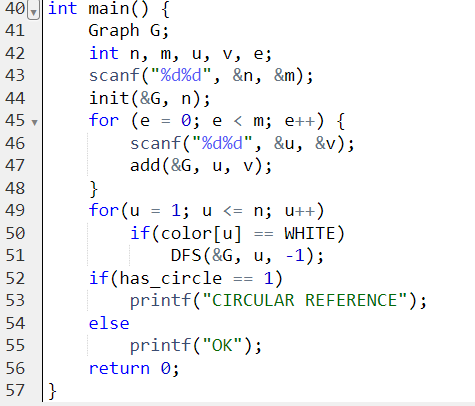 40 int main() {
41     Graph G;
42     int n, m, u, v, e;
43     scanf("%d%d", &n, &m);
44     init(&G, n);
45     for (e = 0; e < m; e++) {
46         scanf("%d%d", &u, &v);
47         add(&G, u, v);
48     }
49     for(u = 1; u <= n; u++)
50         if(color[u] == WHITE)
51             DFS(&G, u, -1);
52     if(has_circle == 1)
53         printf("CIRCULAR REFERENCE");
54     else
55         printf("OK");
56     return 0;
57 }